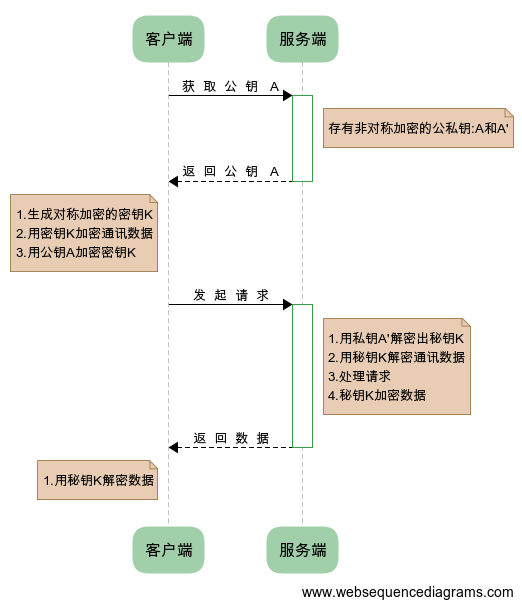 客户端
服务端
获取公钥 A
存有非对称加密的公私钥:A和A'
返回公钥 A
1.生成对称加密的密钥K
2.用密钥K加密通讯数据
3.用公钥A加密密钥K
发起请求
1.用私钥A'解密出秘钥K
2.用秘钥K解密通讯数据
3.处理请求
4.秘钥K加密数据
返回数据
1.用秘钥K解密数据
客户端
服务端
www.websequencediagrams.com